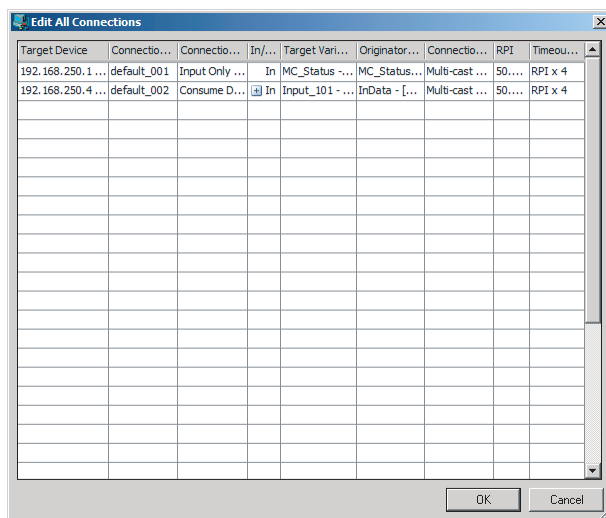 Edit All Connections
Target Device Connectio... Connectio... In/... Target Vari... Originator... Connectio... RPI Timeou...
192.168.250.1 ... default_001 Input Only ... In MC_Status -... MC_Status... Multi-cast ... 50.... RPI x 4
192.168.250.4 ... default_002 Consume D... In Input_101 - ... InData - [... Multi-cast ... 50.... RPI x 4
OK Cancel